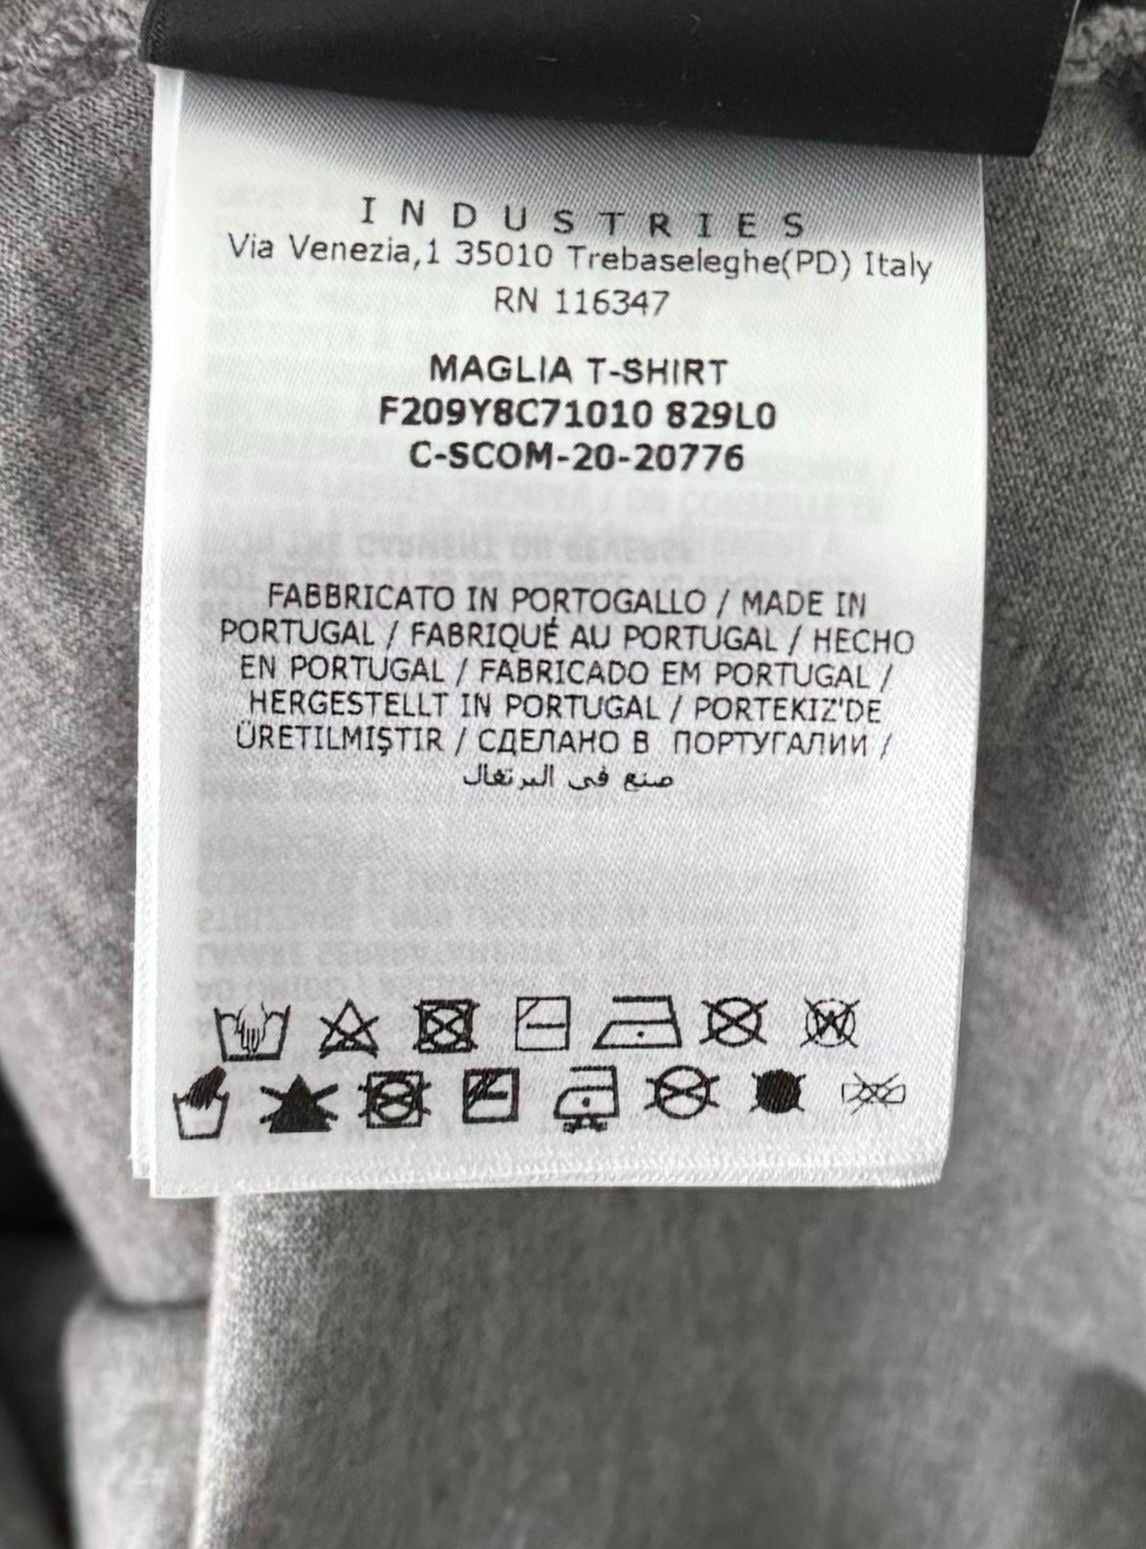 INDUSTRIES
Via Venezia,1 35010 Trebaseleghe(PD) Italy
RN 116347
MAGLIA T-SHIRT
F209Y8C71010 829L0
C-SCOM-20-20776
FABBRICATO IN PORTOGALLO / MADE IN
PORTUGAL / FABRIQUÉ AU PORTUGAL / HECHO
EN PORTUGAL / FABRICADO EM PORTUGAL /
HERGESTELLT IN PORTUGAL / PORTEKIZ'DE
ÜRETILMIŞTIR / СДЕЛАНО В ПОРТУГАЛИИ /
صنع في البرتغال